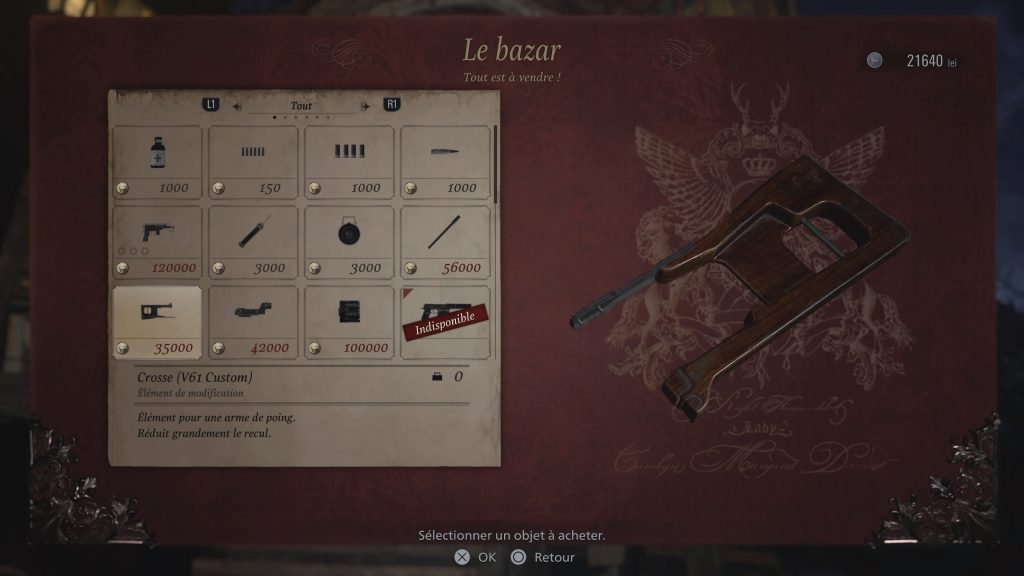 Le bazar
Tout est à vendre !
21640 lei
L1 Tout R1
1000 150 1000 1000
120000 3000 3000 56000
Indisponible
35000 42000 100000
Crosse (V61 Custom) 0
Élément de modification
Élément pour une arme de poing.
Réduit grandement le recul.
Lady
Sélectionner un objet à acheter.
OK Retour